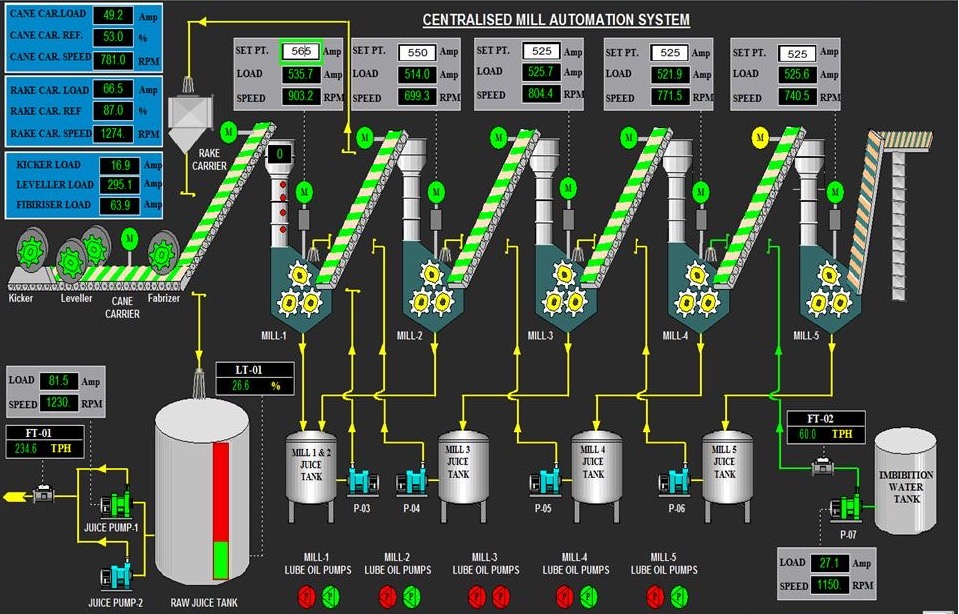 CENTRALISED MILL AUTOMATION SYSTEM
CANE CAR.LOAD 49.2 Amp
CANE CAR. REF. 53.0 %
CANE CAR. SPEED 781.0 RPM
RAKE CAR. LOAD 66.5 Amp
RAKE CAR. REF 87.0 %
RAKE CAR. SPEED 1274. RPM
KICKER LOAD 16.9 Amp
LEVELLER LOAD 295.1 Amp
FIBIRISER LOAD 63.9 Amp
SET PT. 565 Amp
LOAD 535.7 Amp
SPEED 903.2 RPM
SET PT. 550 Amp
LOAD 514.0 Amp
SPEED 699.3 RPM
SET PT. 525 Amp
LOAD 525.7 Amp
SPEED 804.4 RPM
SET PT. 525 Amp
LOAD 521.9 Amp
SPEED 771.5 RPM
SET PT. 525 Amp
LOAD 525.6 Amp
SPEED 740.5 RPM
M
M
M
M
M
RAKE
CARRIER
0
M
M
M
M
M
M
Kicker
Leveller
CANE
CARRIER
Fabrizer
MILL-1
MILL-2
MILL-3
MILL-4
MILL-5
LOAD 81.5 Amp
SPEED 1230. RPM
FT-01
234.6 TPH
LT-01
26.6 %
FT-02
60.0 TPH
MILL 1 & 2
JUICE
TANK
MILL 3
JUICE
TANK
MILL 4
JUICE
TANK
MILL 5
JUICE
TANK
IMBIBITION
WATER
TANK
P-03
P-04
P-05
P-06
P-07
JUICE PUMP-1
JUICE PUMP-2
RAW JUICE TANK
LOAD 27.1 Amp
SPEED 1150. RPM
MILL-1
LUBE OIL PUMPS
MILL-2
LUBE OIL PUMPS
MILL-3
LUBE OIL PUMPS
MILL-4
LUBE OIL PUMPS
MILL-5
LUBE OIL PUMPS
P P P P P P P P P P